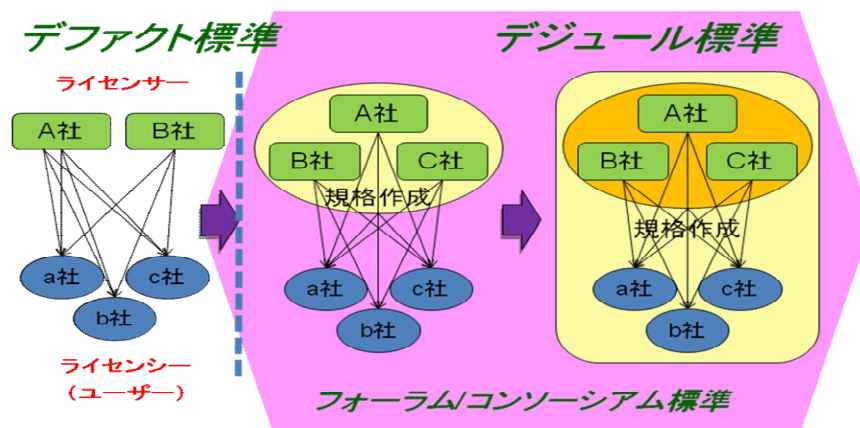 デファクト標準
デジュール標準
ライセンサー
A社
B社
a社
c社
b社
ライセンシー
(ユーザー)
A社
B社
C社
規格作成
a社
c社
b社
A社
B社
C社
規格作成
a社
c社
b社
フォーラム/コンソーシアム標準